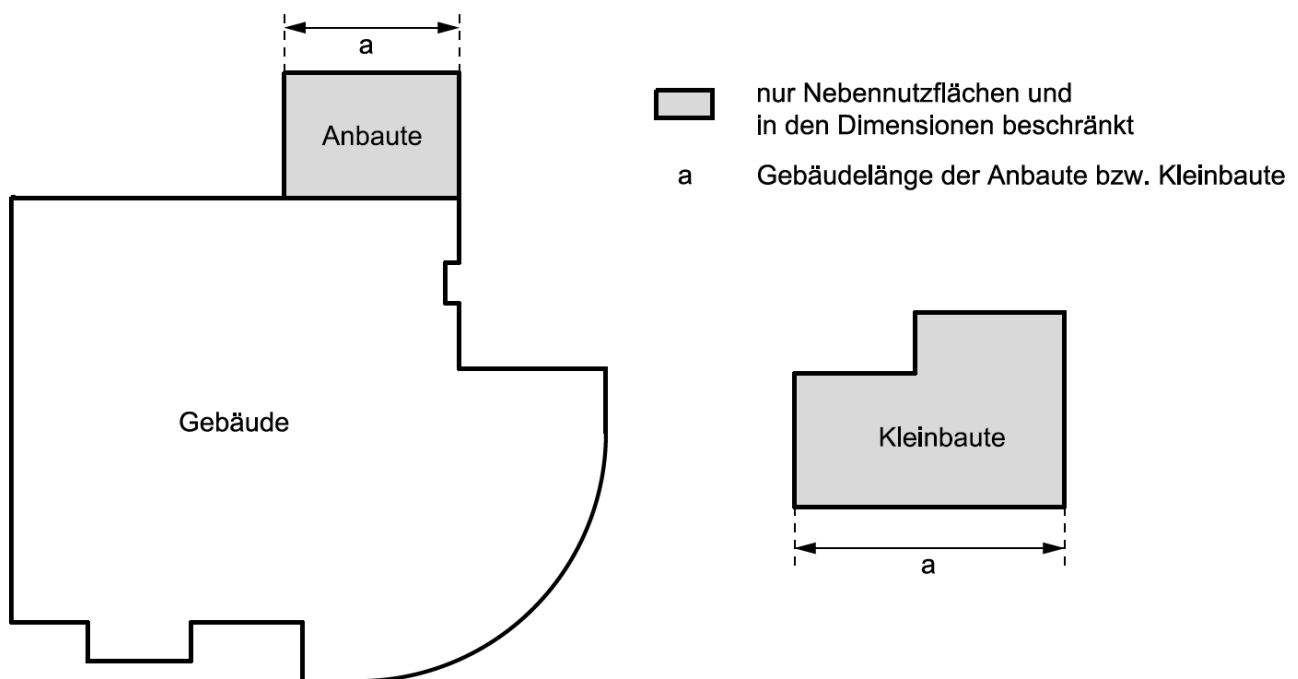 a
Anbaute
nur Nebennutzflächen und
in den Dimensionen beschränkt
a Gebäudelänge der Anbaute bzw. Kleinbaute
Gebäude
Kleinbaute
a